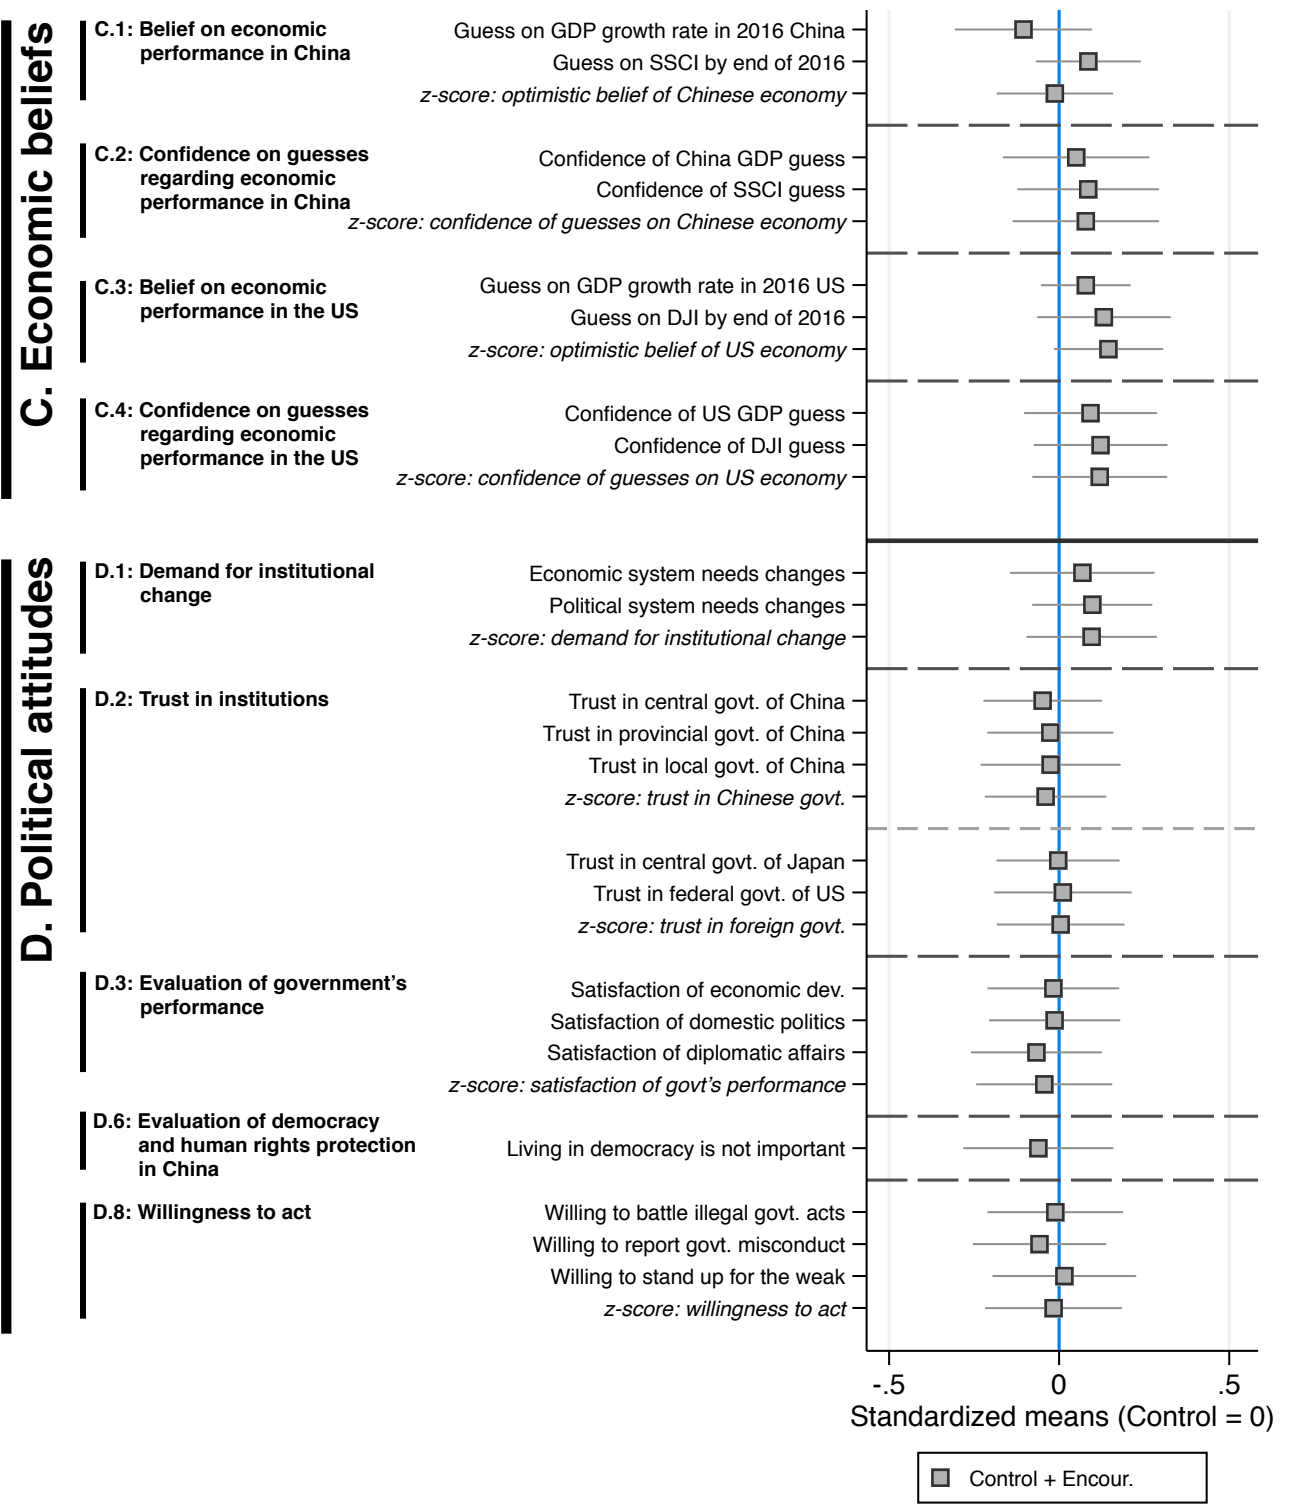 C. Economic beliefs
C.1: Belief on economic
performance in China
Guess on GDP growth rate in 2016 China
Guess on SSCI by end of 2016
z-score: optimistic belief of Chinese economy
C.2: Confidence on guesses
regarding economic
performance in China
Confidence of China GDP guess
Confidence of SSCI guess
z-score: confidence of guesses on Chinese economy
C.3: Belief on economic
performance in the US
Guess on GDP growth rate in 2016 US
Guess on DJI by end of 2016
z-score: optimistic belief of US economy
C.4: Confidence on guesses
regarding economic
performance in the US
Confidence of US GDP guess
Confidence of DJI guess
z-score: confidence of guesses on US economy
D. Political attitudes
D.1: Demand for institutional
change
Economic system needs changes
Political system needs changes
z-score: demand for institutional change
D.2: Trust in institutions
Trust in central govt. of China
Trust in provincial govt. of China
Trust in local govt. of China
z-score: trust in Chinese govt.
Trust in central govt. of Japan
Trust in federal govt. of US
z-score: trust in foreign govt.
D.3: Evaluation of government's
performance
Satisfaction of economic dev.
Satisfaction of domestic politics
Satisfaction of diplomatic affairs
z-score: satisfaction of govt's performance
D.6: Evaluation of democracy
and human rights protection
in China
Living in democracy is not important
D.8: Willingness to act
Willing to battle illegal govt. acts
Willing to report govt. misconduct
Willing to stand up for the weak
z-score: willingness to act
-.5 0 .5
Standardized means (Control = 0)
Control + Encour.